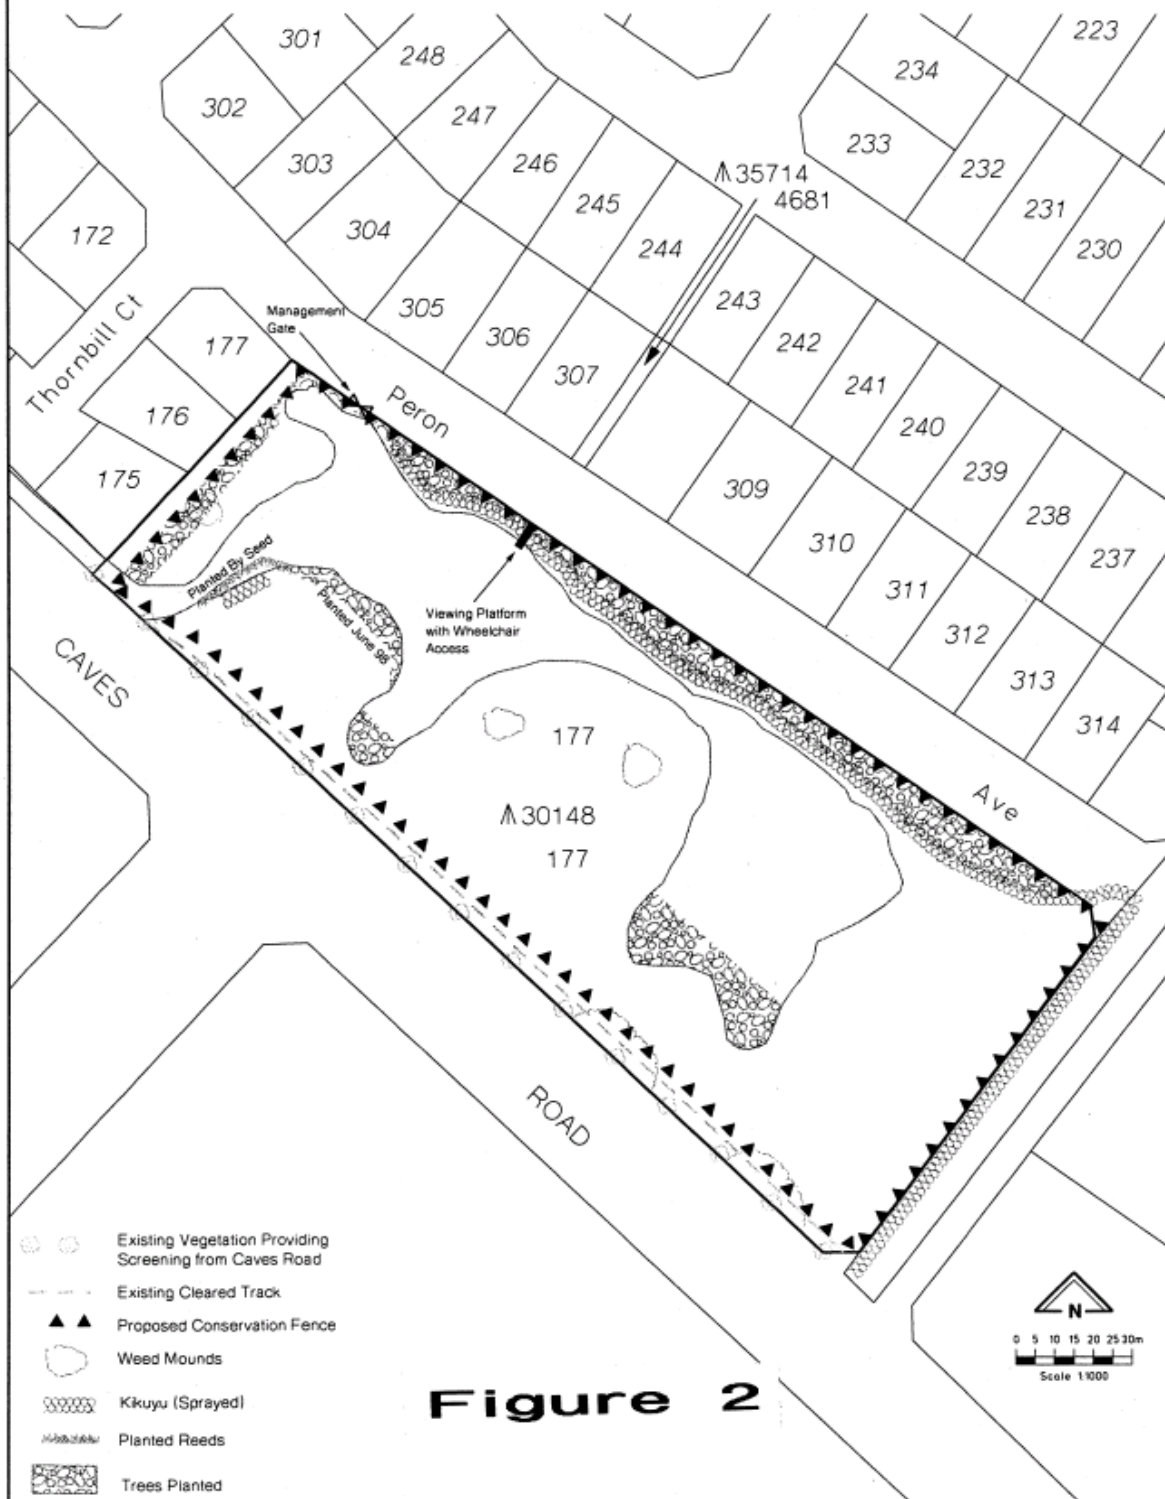 301
248
223
234
302
247
233
303
246
232
⩚35714
4681
245
231
304
244
230
172
305
243
Management
Gate
306
242
Thornbill Ct
177
307
241
176
Peron
240
175
309
239
238
310
237
311
Planted By Seed
Planted June 98
Viewing Platform
with Wheelchair
Access
312
CAVES
313
314
177
⩚30148
177
Ave
ROAD
Existing Vegetation Providing
Screening from Caves Road
Existing Cleared Track
Proposed Conservation Fence
Weed Mounds
Kikuyu (Sprayed)
Planted Reeds
Trees Planted
Figure 2
N
0 5 10 15 20 25 30m
Scale 1:1000